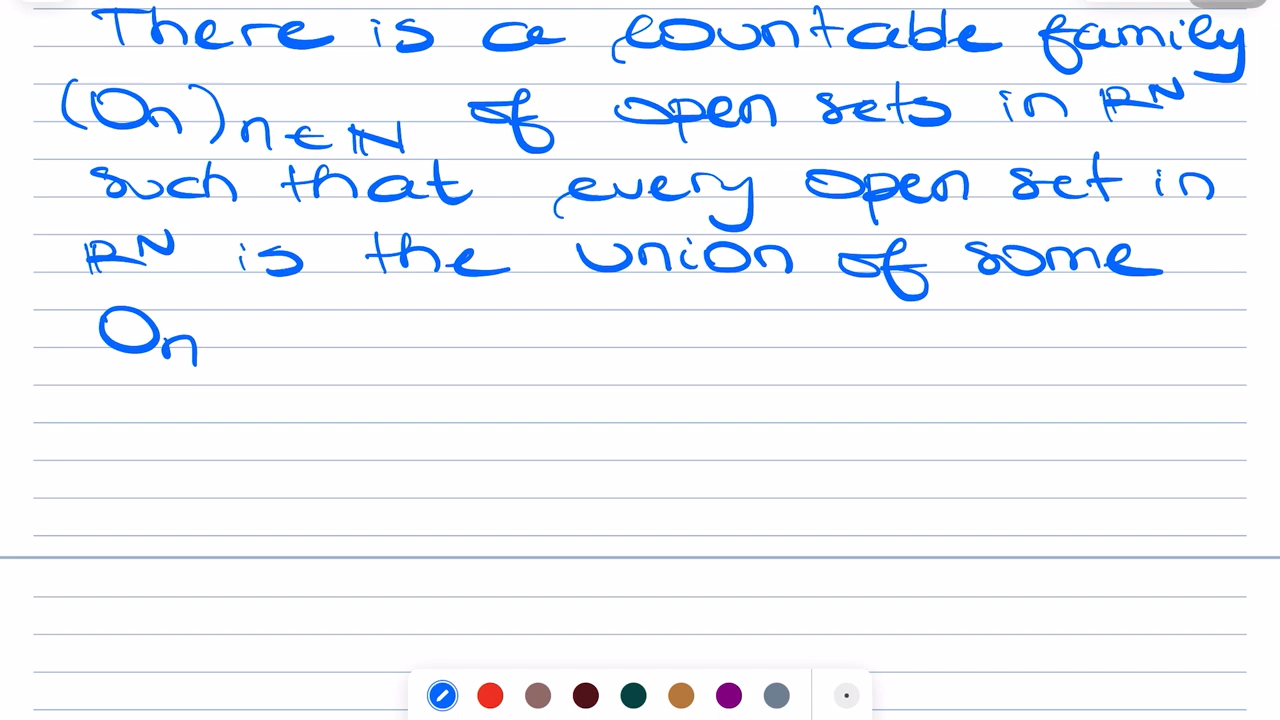 There is a countable family
(On)n∈ℕ of open sets in ℝᴺ
such that every open set in
ℝᴺ is the union of some
On